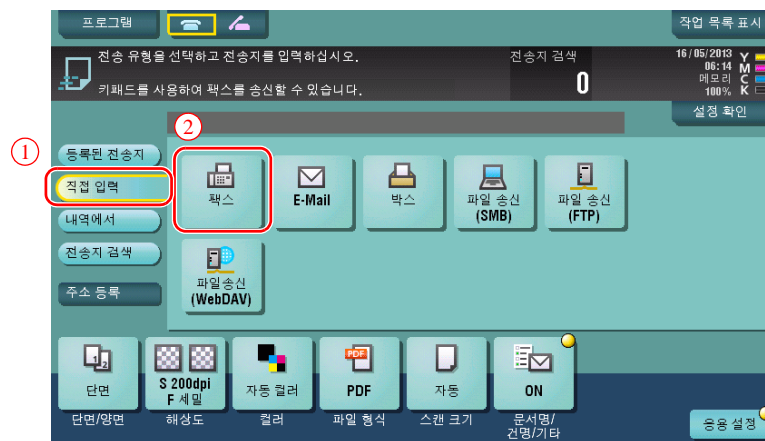 프로그램
작업 목록 표시
전송 유형을 선택하고 전송지를 입력하십시오.
전송지 검색
키패드를 사용하여 팩스를 송신할 수 있습니다.
0
16/05/2013
06:14
메모리
100%
Y
M
C
K
설정 확인
①
②
등록된 전송지
직접 입력
내역에서
전송지 검색
주소 등록
팩스
E-Mail
박스
파일 송신
(SMB)
파일 송신
(FTP)
파일송신
(WebDAV)
1
2
단면
S 200dpi
F 세밀
자동 컬러
PDF
PDF
자동
ON
단면/양면
해상도
컬러
파일 형식
스캔 크기
문서명/
건명/기타
응용 설정